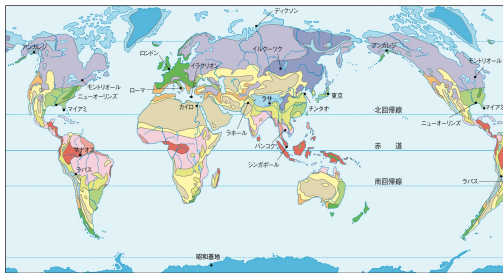 ディクソン
アンカレジ
ロンドン
イルクーツク
アンカレジ
イラクリオン
モントリオール
モントリオール
ローマ
ラサ
東京
ニューオーリンズ
カイロ
チンタオ
マイアミ
マイアミ
北回帰線
ニューオーリンズ
ラホール
バンコク
マナオス
赤道
シンガポール
ラパス
南回帰線
ラパス
昭和基地